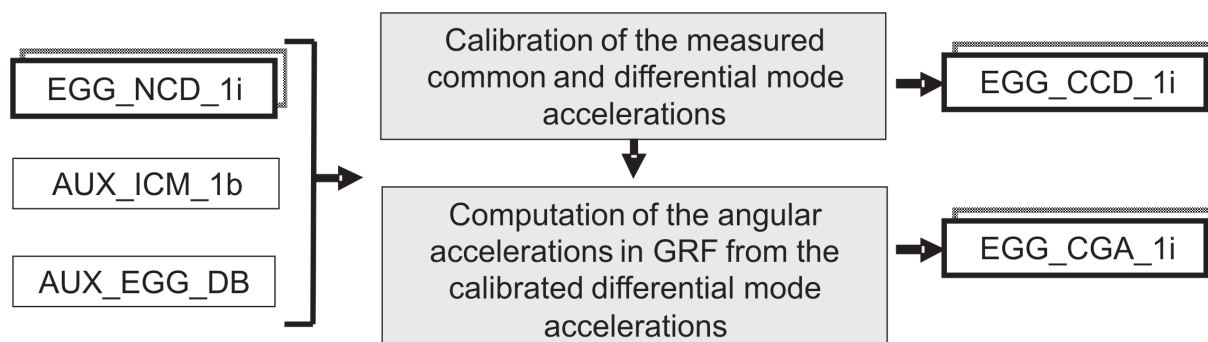 EGG_NCD_1i
AUX_ICM_1b
AUX_EGG_DB
Calibration of the measured
common and differential mode
accelerations
Computation of the angular
accelerations in GRF from the
calibrated differential mode
accelerations
EGG_CCD_1i
EGG_CGA_1i